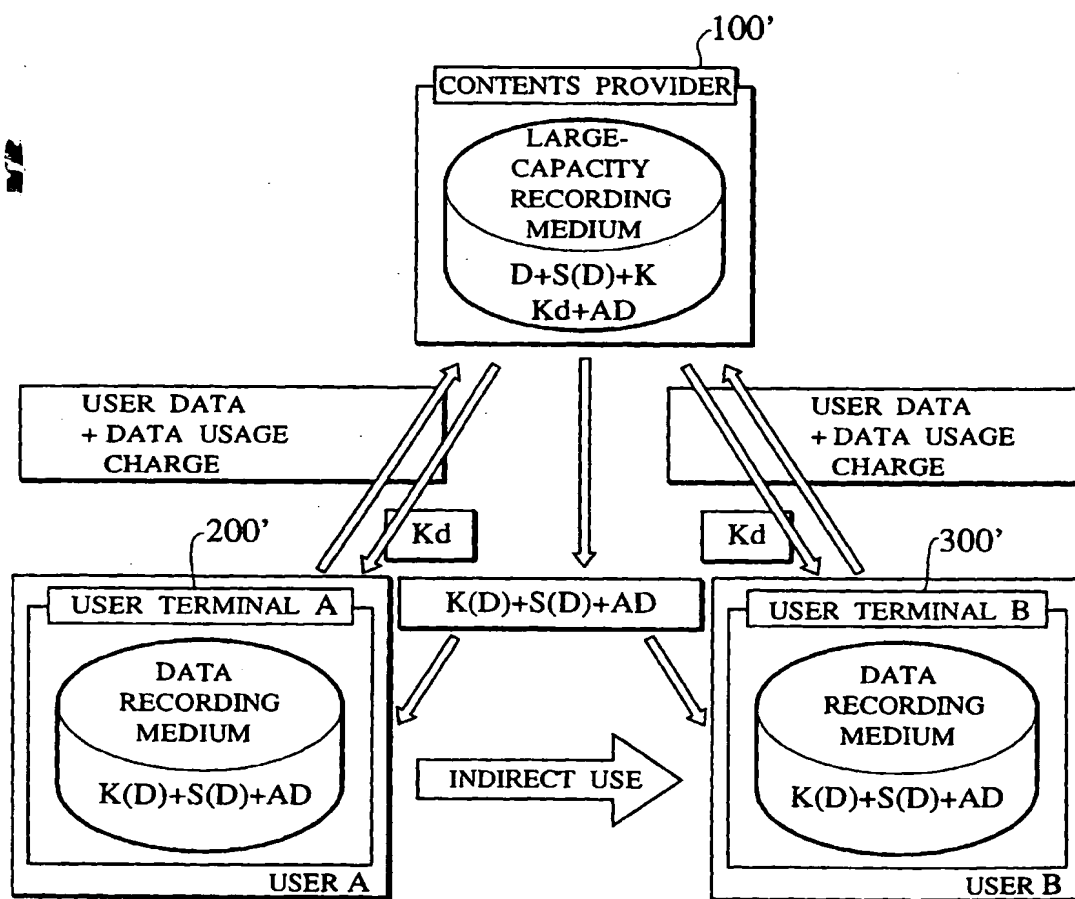 100’
CONTENTS PROVIDER
LARGE-
CAPACITY
RECORDING
MEDIUM
D+S(D)+K
Kd+AD
USER DATA
+ DATA USAGE
CHARGE
USER DATA
+ DATA USAGE
CHARGE
200’
Kd
Kd
300’
USER TERMINAL A
K(D)+S(D)+AD
USER TERMINAL B
DATA
RECORDING
MEDIUM
K(D)+S(D)+AD
INDIRECT USE
DATA
RECORDING
MEDIUM
K(D)+S(D)+AD
USER A
USER B